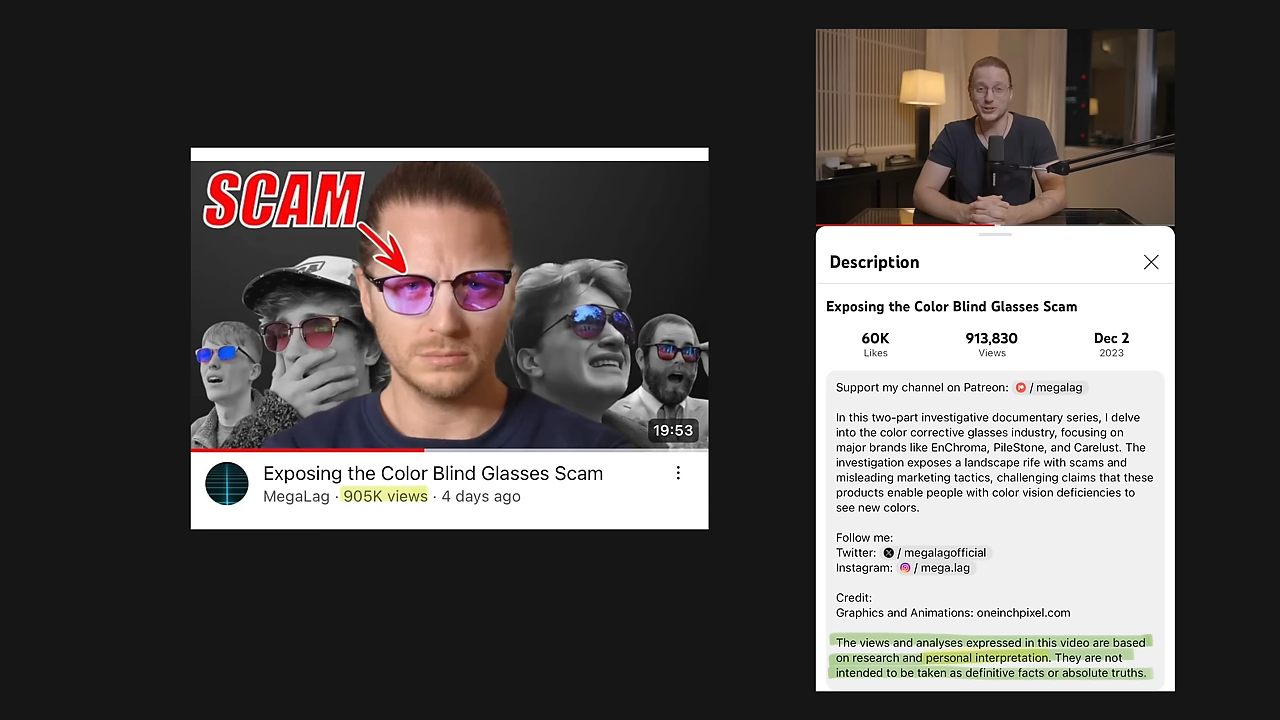 SCAM
19:53
Exposing the Color Blind Glasses Scam
MegaLag · 905K views · 4 days ago
Description
Exposing the Color Blind Glasses Scam
60K 913,830 Dec 2
Likes Views 2023
Support my channel on Patreon: / megalag
In this two-part investigative documentary series, I delve
into the color corrective glasses industry, focusing on
major brands like EnChroma, PileStone, and Carelust. The
investigation exposes a landscape rife with scams and
misleading marketing tactics, challenging claims that these
products enable people with color vision deficiencies to
see new colors.
Follow me:
Twitter: X / megalagofficial
Instagram: / mega.lag
Credit:
Graphics and Animations: oneinchpixel.com
The views and analyses expressed in this video are based
on research and personal interpretation. They are not
intended to be taken as definitive facts or absolute truths.